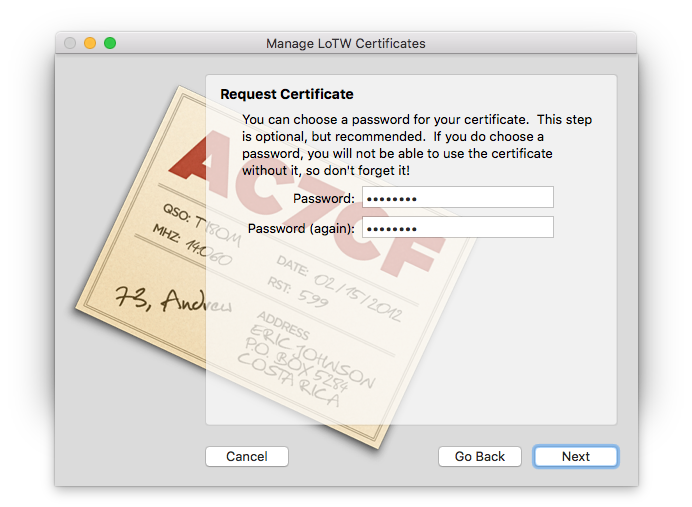 Manage LoTW Certificates
Request Certificate
You can choose a password for your certificate.  This step
is optional, but recommended.  If you do choose a
password, you will not be able to use the certificate
without it, so don't forget it!
Password: ••••••••
Password (again): ••••••••
AC7CF
QSO: TI8OM
MHZ: 14.060
DATE: 02/15/2012
RST: 599
73, Andrew
ADDRESS
ERIC JOHNSON
P.O. BOX 5284
COSTA RICA
Cancel
Go Back
Next